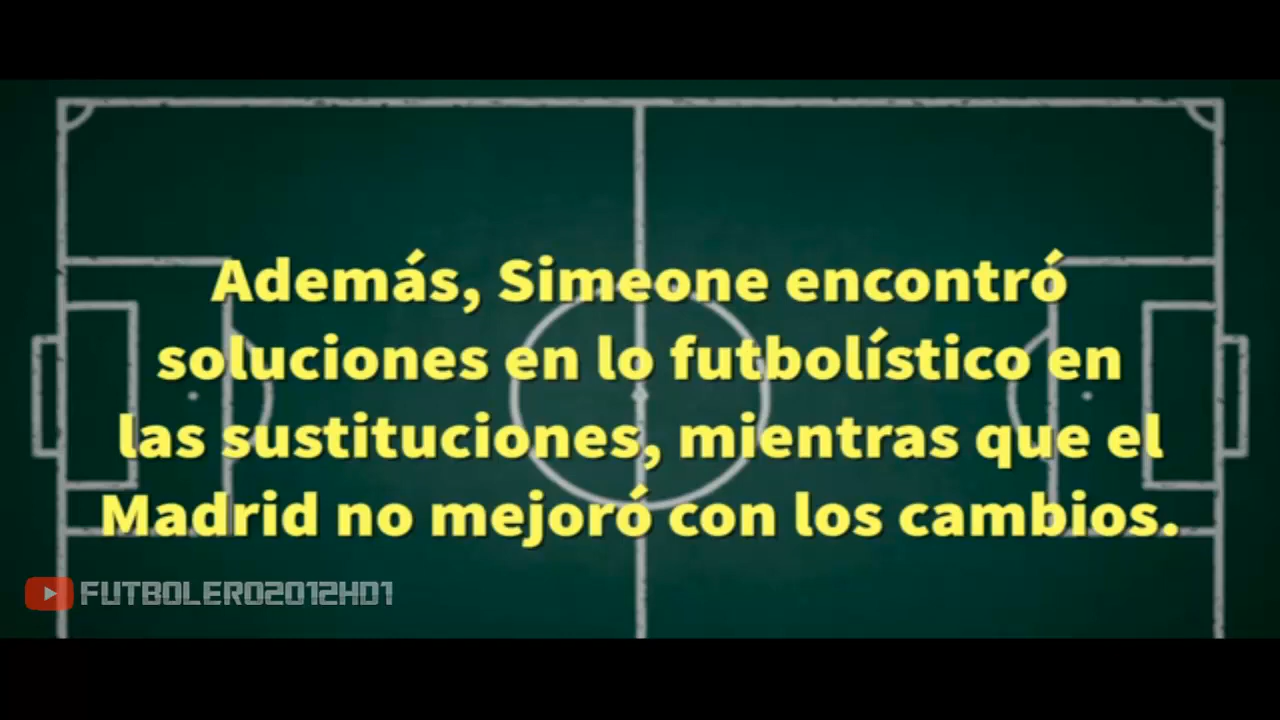 Además, Simeone encontró
soluciones en lo futbolístico en
las sustituciones, mientras que el
Madrid no mejoró con los cambios.
FUTBOLERO2012HD1